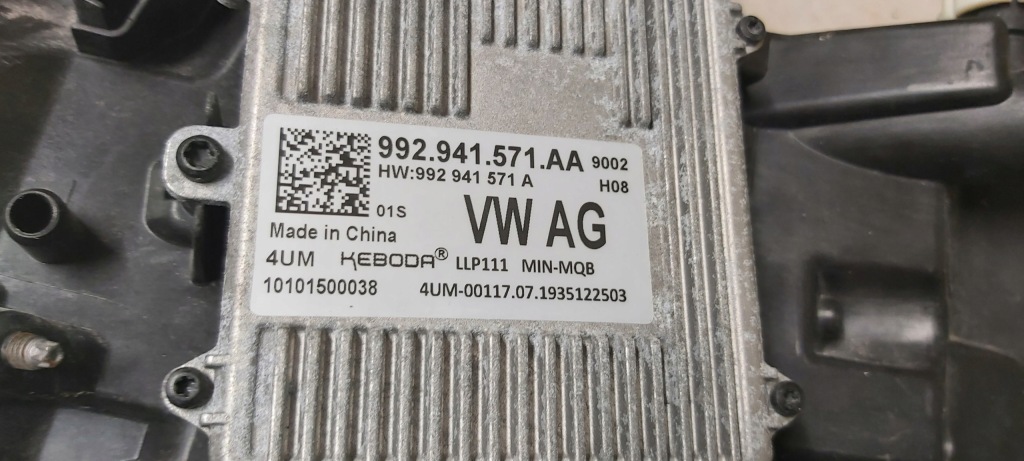 992.941.571.AA 9002
HW:992 941 571 A H08
01S VW AG
Made in China
4UM KEBODA® LLP111 MIN-MQB
10101500038 4UM-00117.07.1935122503